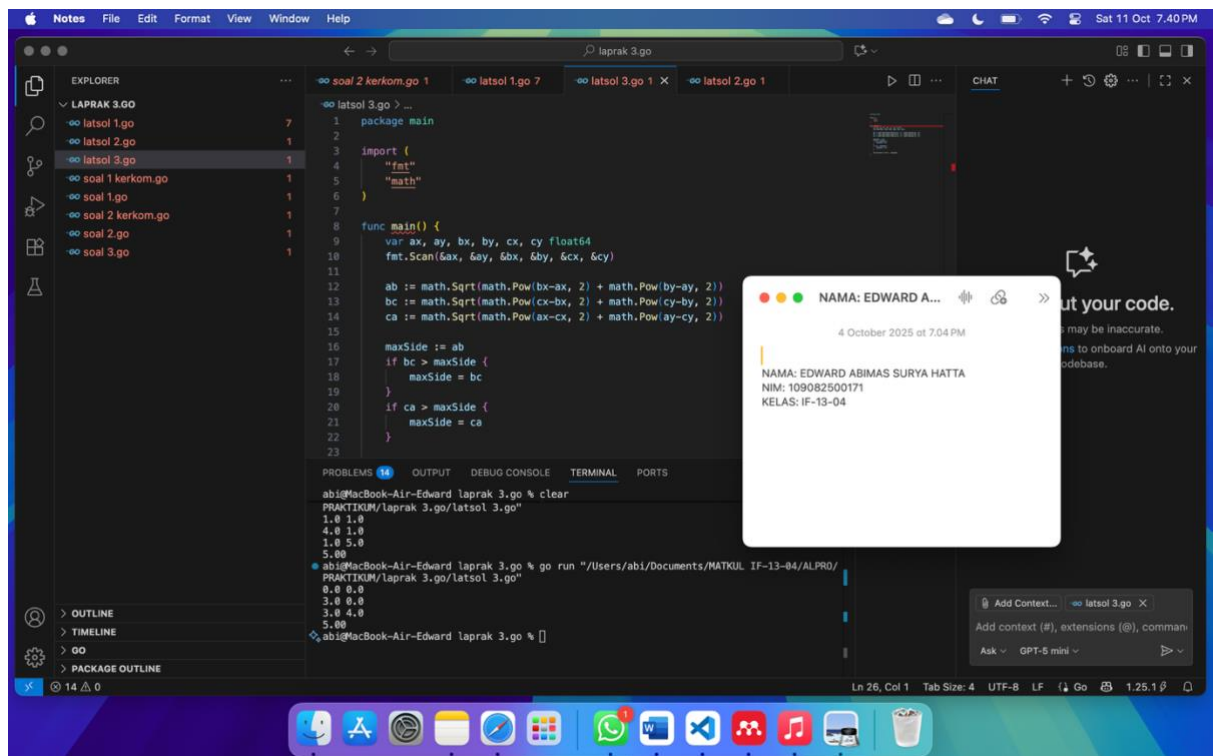 Notes File Edit Format View Window Help
Sat 11 Oct 7.40 PM
laprak 3.go
EXPLORER
LAPRAK 3.GO
latsol 1.go 7
latsol 2.go 1
latsol 3.go 1
soal 1 kerkom.go 1
soal 1.go 1
soal 2 kerkom.go 1
soal 2.go 1
soal 3.go 1
OUTLINE
TIMELINE
GO
PACKAGE OUTLINE
soal 2 kerkom.go 1 latsol 1.go 7 latsol 3.go 1 latsol 2.go 1
latsol 3.go > ...
1 package main
2
3 import (
4 "fmt"
5 "math"
6 )
7
8 func main() {
9 var ax, ay, bx, by, cx, cy float64
10 fmt.Scan(&ax, &ay, &bx, &by, &cx, &cy)
11
12 ab := math.Sqrt(math.Pow(bx-ax, 2) + math.Pow(by-ay, 2))
13 bc := math.Sqrt(math.Pow(cx-bx, 2) + math.Pow(cy-by, 2))
14 ca := math.Sqrt(math.Pow(ax-cx, 2) + math.Pow(ay-cy, 2))
15
16 maxSide := ab
17 if bc > maxSide {
18 maxSide = bc
19 }
20 if ca > maxSide {
21 maxSide = ca
22 }
23
PROBLEMS 14 OUTPUT DEBUG CONSOLE TERMINAL PORTS
abi@MacBook-Air-Edward laprak 3.go % clear
PRAKTIKUM/laprak 3.go/latsol 3.go"
1.0 1.0
4.0 1.0
1.0 5.0
5.00
abi@MacBook-Air-Edward laprak 3.go % go run "/Users/abi/Documents/MATKUL IF-13-04/ALPRO/
PRAKTIKUM/laprak 3.go/latsol 3.go"
0.0 0.0
3.0 0.0
3.0 4.0
5.00
abi@MacBook-Air-Edward laprak 3.go %
NAMA: EDWARD A...
4 October 2025 at 7.04 PM
NAMA: EDWARD ABIMAS SURYA HATTA
NIM: 109082500171
KELAS: IF-13-04
CHAT
ut your code.
may be inaccurate.
to onboard AI onto your
odebase.
Add Context... latsol 3.go
Add context (#), extensions (@), comman
Ask GPT-5 mini
14 0
Ln 26, Col 1 Tab Size: 4 UTF-8 LF Go 1.25.1
1